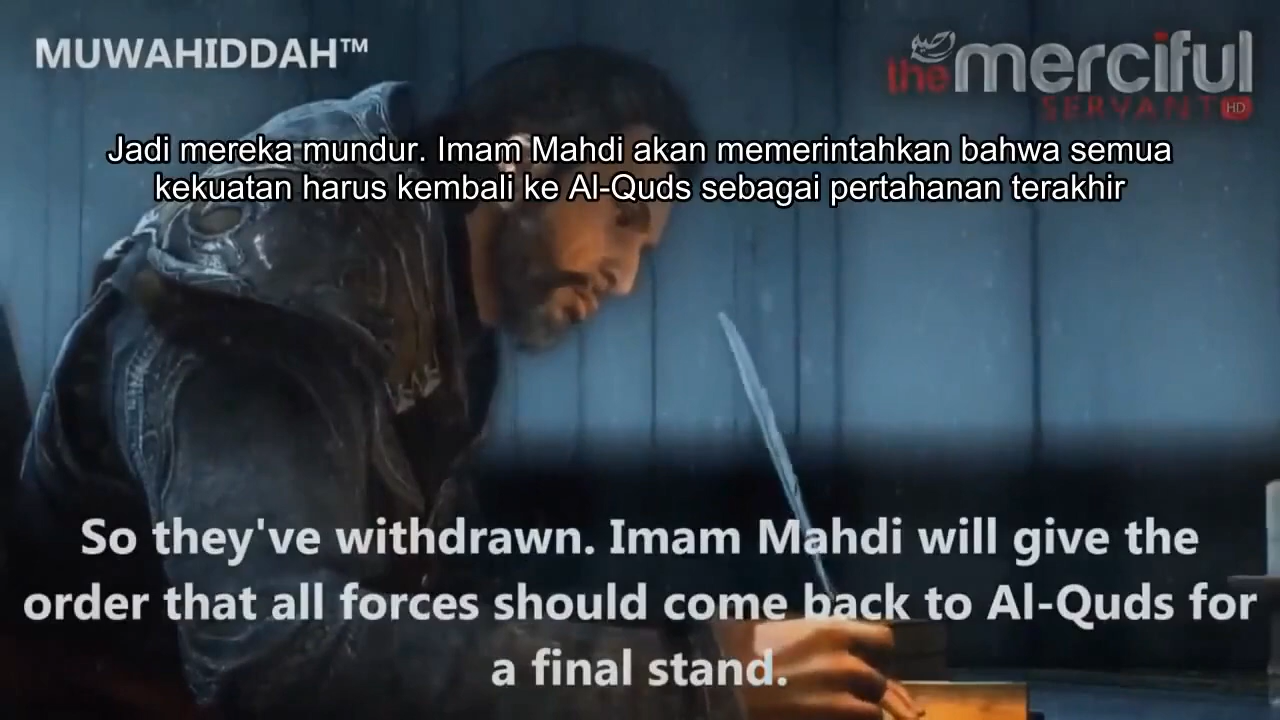 MUWAHIDDAH™
the merciful
SERVANT HD
Jadi mereka mundur. Imam Mahdi akan memerintahkan bahwa semua
kekuatan harus kembali ke Al-Quds sebagai pertahanan terakhir
So they've withdrawn. Imam Mahdi will give the
order that all forces should come back to Al-Quds for
a final stand.